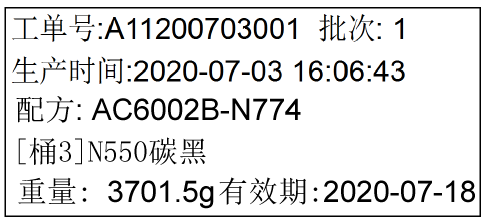 工单号:A11200703001 批次: 1
生产时间:2020-07-03 16:06:43
配方: AC6002B-N774
[桶3]N550碳黑
重量: 3701.5g有效期:2020-07-18